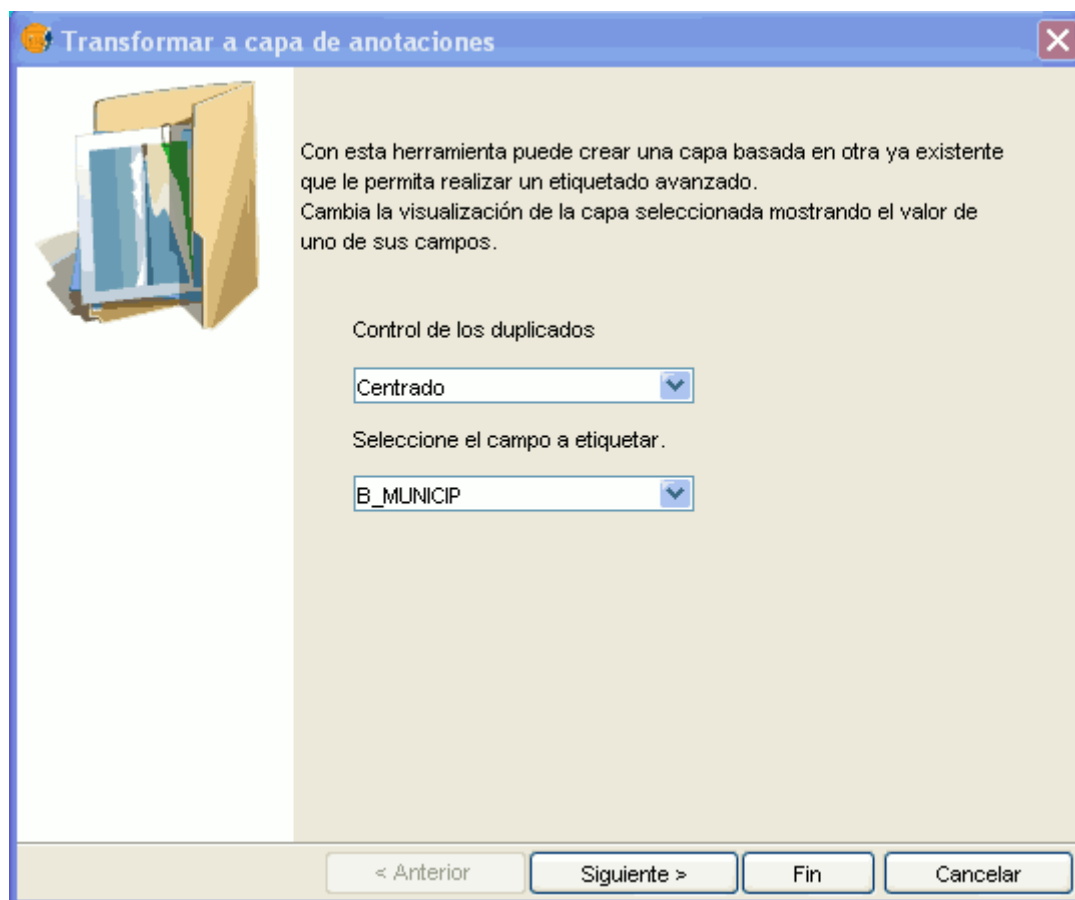 Transformar a capa de anotaciones
Con esta herramienta puede crear una capa basada en otra ya existente
que le permita realizar un etiquetado avanzado.
Cambia la visualización de la capa seleccionada mostrando el valor de
uno de sus campos.
Control de los duplicados
Centrado
Seleccione el campo a etiquetar.
B_MUNICIP
< Anterior
Siguiente >
Fin
Cancelar